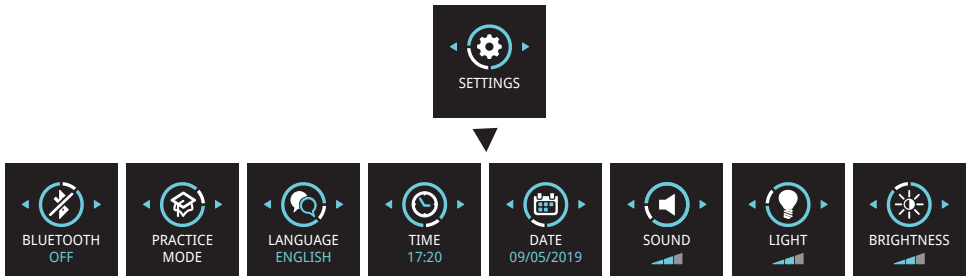 SETTINGS
BLUETOOTH
OFF
PRACTICE
MODE
LANGUAGE
ENGLISH
TIME
17:20
DATE
09/05/2019
SOUND
LIGHT
BRIGHTNESS